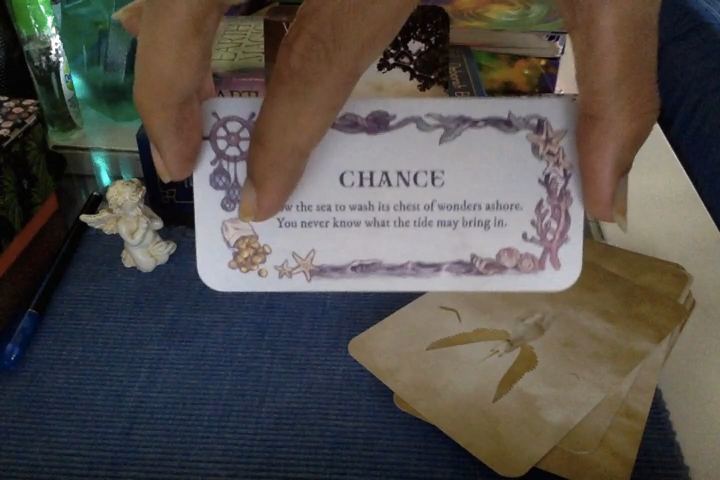 CHANCE
the sea to wash its chest of wonders ashore.
You never know what the tide may bring in.